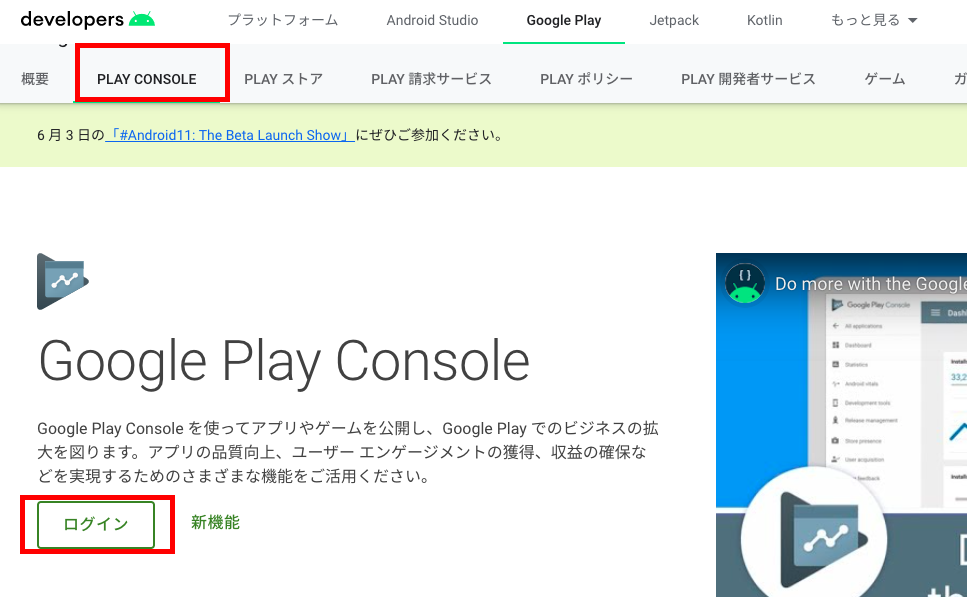 developers
プラットフォーム Android Studio Google Play Jetpack Kotlin もっと見る
概要 PLAY CONSOLE PLAY ストア PLAY 請求サービス PLAY ポリシー PLAY 開発者サービス ゲーム ガ
6 月 3 日の「#Android11: The Beta Launch Show」にぜひご参加ください。
Google Play Console
Google Play Console を使ってアプリやゲームを公開し、Google Play でのビジネスの拡
大を図ります。アプリの品質向上、ユーザー エンゲージメントの獲得、収益の確保な
どを実現するためのさまざまな機能をご活用ください。
ログイン 新機能
Do more with the Google
Google Play Console
All applications
Dashboard
Statistics
Android vitals
Development tools
Release management
Store presence
User acquisition
feedback
Dash
Install
33,2
Install
D
th